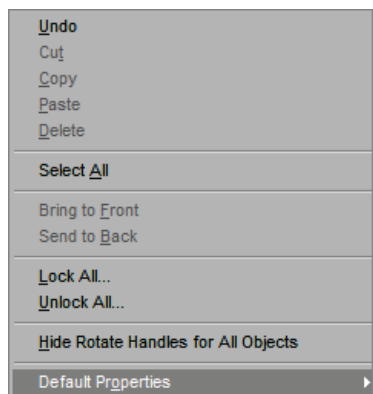 Undo
Cut
Copy
Paste
Delete
Select All
Bring to Front
Send to Back
Lock All...
Unlock All...
Hide Rotate Handles for All Objects
Default Properties